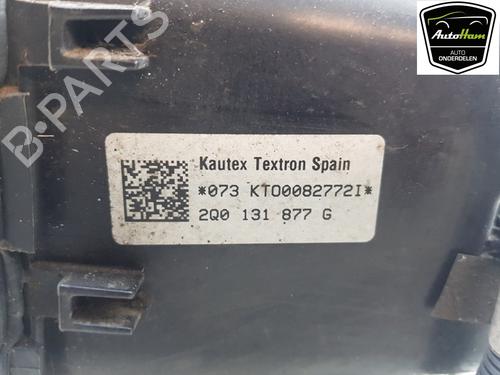 AutoHam
AUTO
ONDERDELEN
B-PARTS
Kautex Textron Spain
*073 KT00082772I*
2Q0 131 877 G